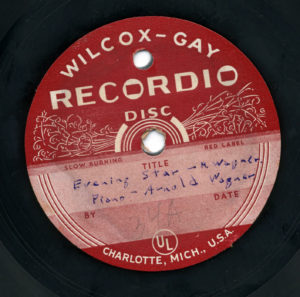 WILCOX-GAY
RECORDIO
DISC
SLOW BURNING TITLE RED LABEL
Evening Star - H. Wagner
Piano - Arnold Wagner
BY DATE
UL
CHARLOTTE, MICH., U.S.A.